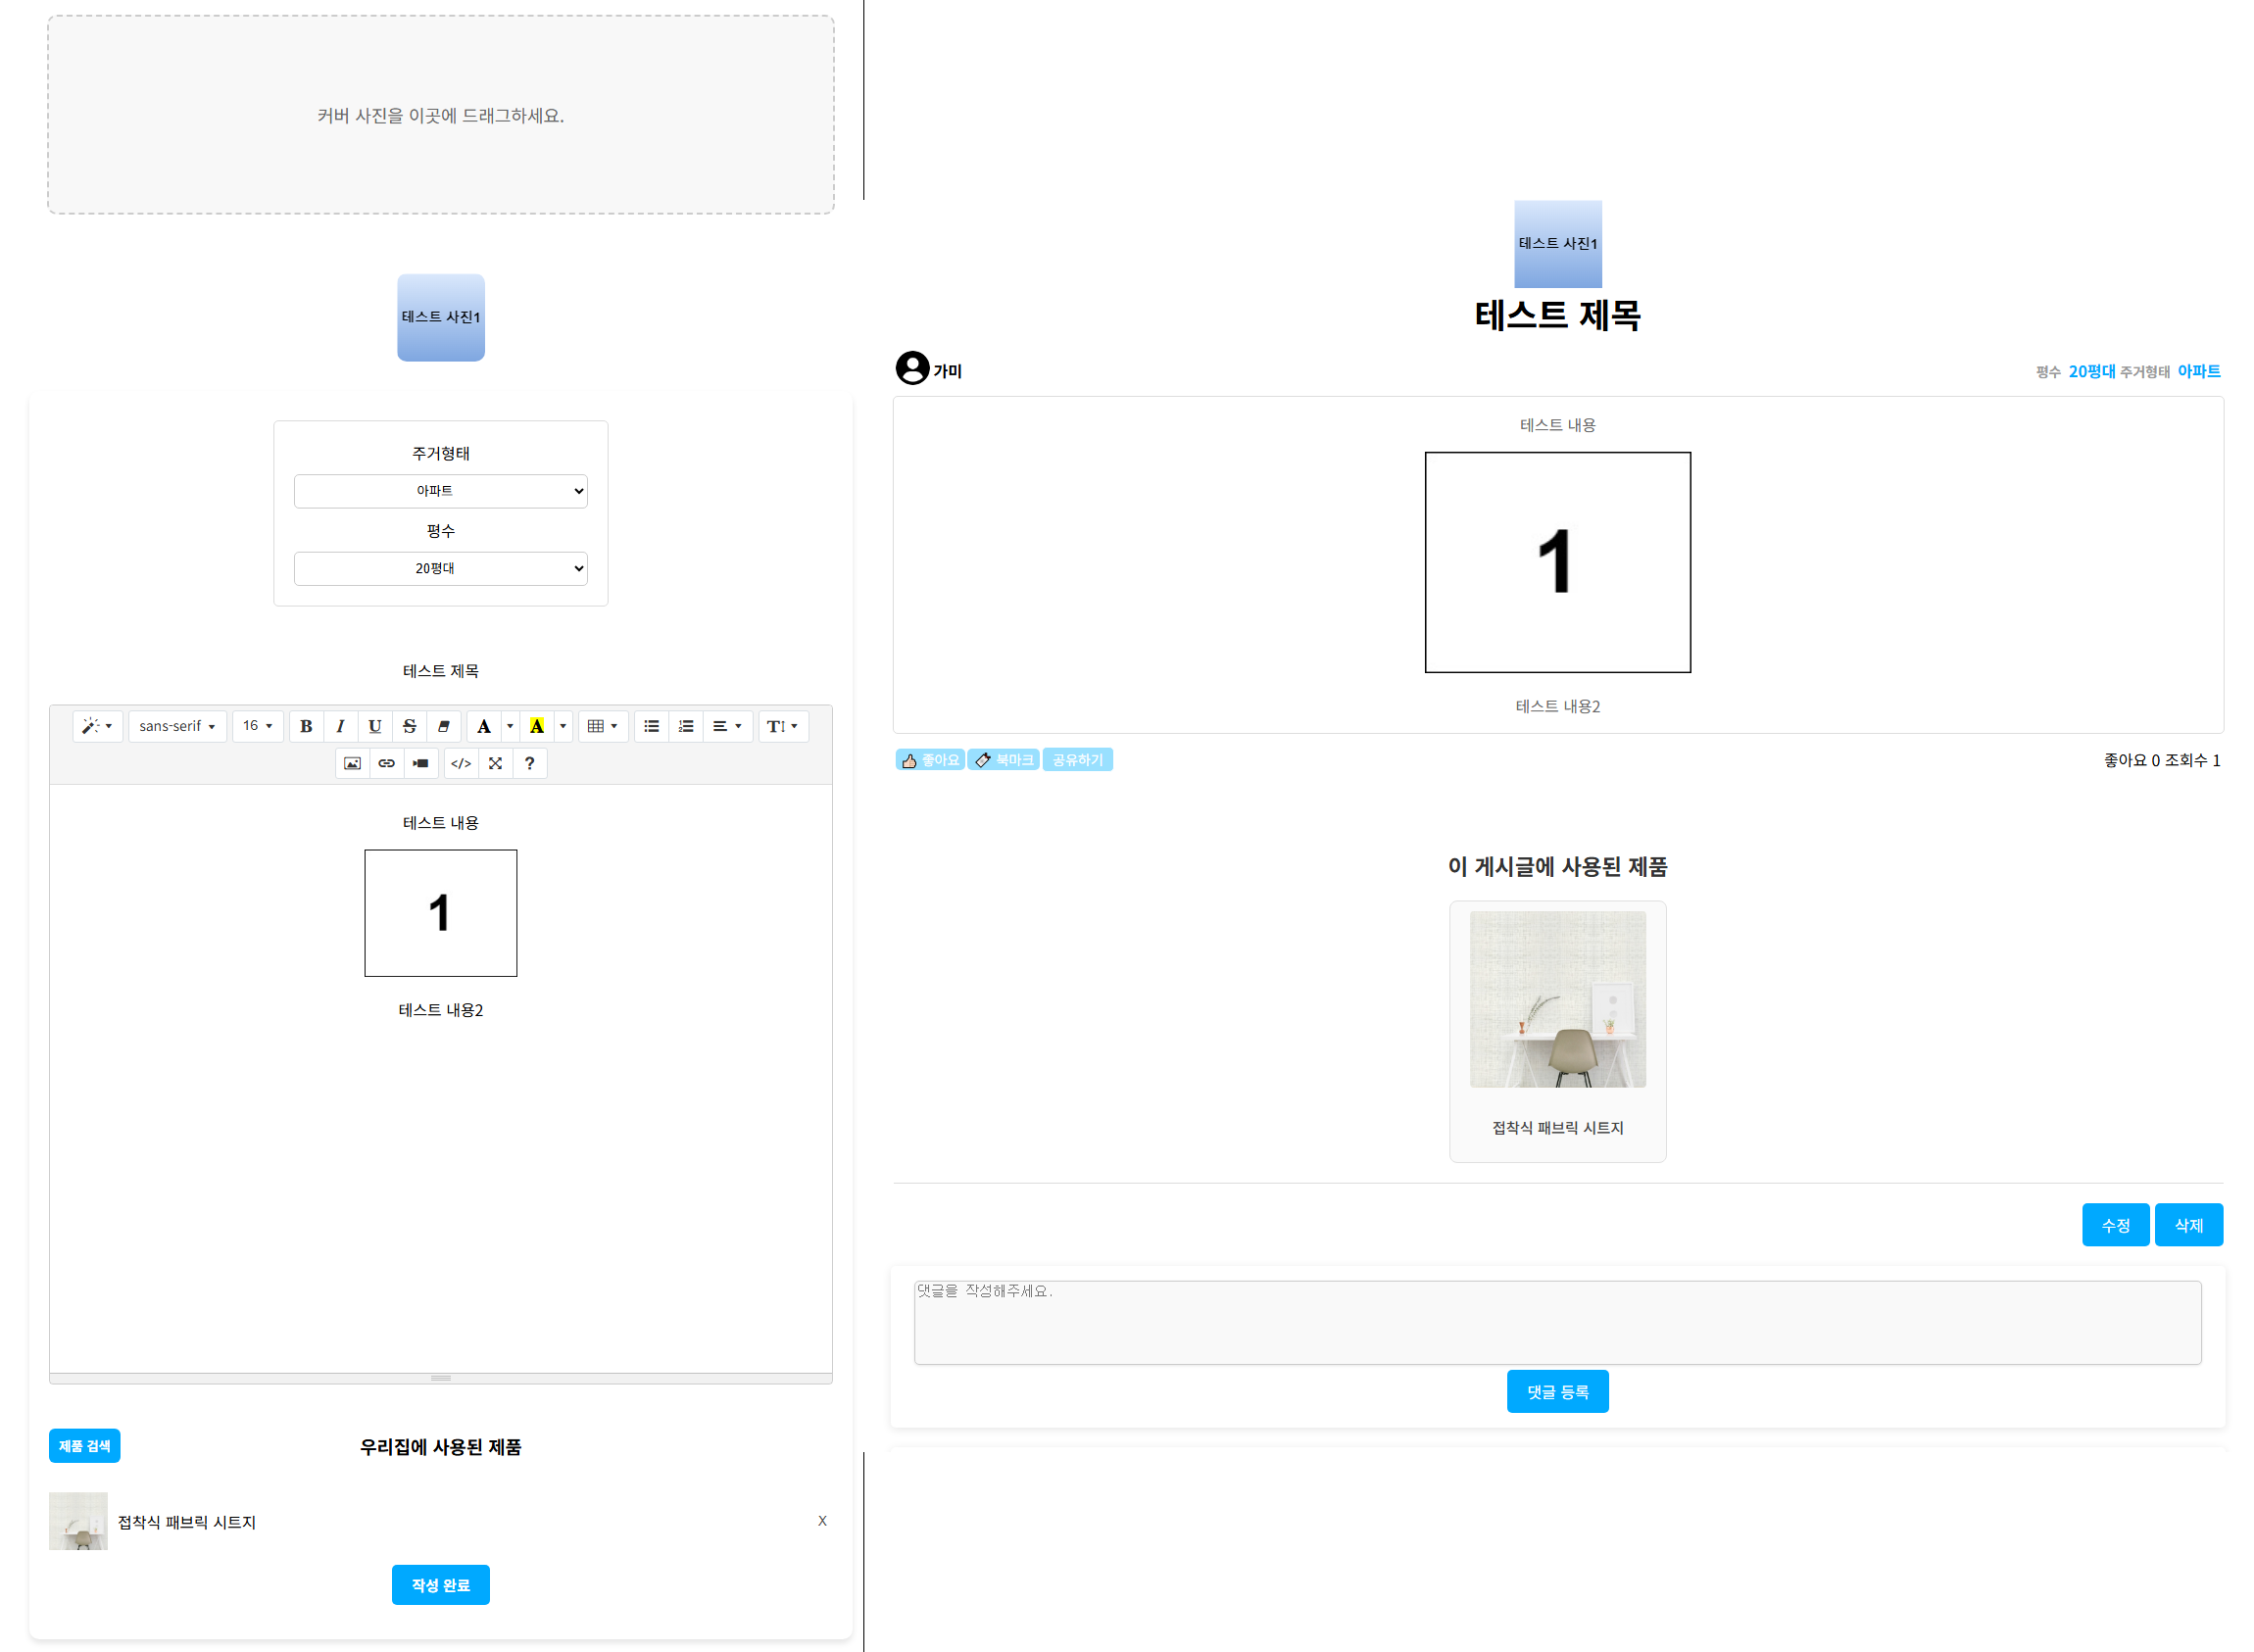 커버 사진을 이곳에 드래그하세요.
테스트 사진1
주거형태
아파트
평수
20평대
테스트 제목
sans-serif
16
B I U S A A T
</> ?
테스트 내용
1
테스트 내용2
제품 검색
우리집에 사용된 제품
접착식 패브릭 시트지
X
작성 완료
테스트 사진1
테스트 제목
가미
평수 20평대 주거형태 아파트
테스트 내용
1
테스트 내용2
좋아요 북마크 공유하기
좋아요 0 조회수 1
이 게시글에 사용된 제품
접착식 패브릭 시트지
수정 삭제
댓글을 작성해주세요.
댓글 등록